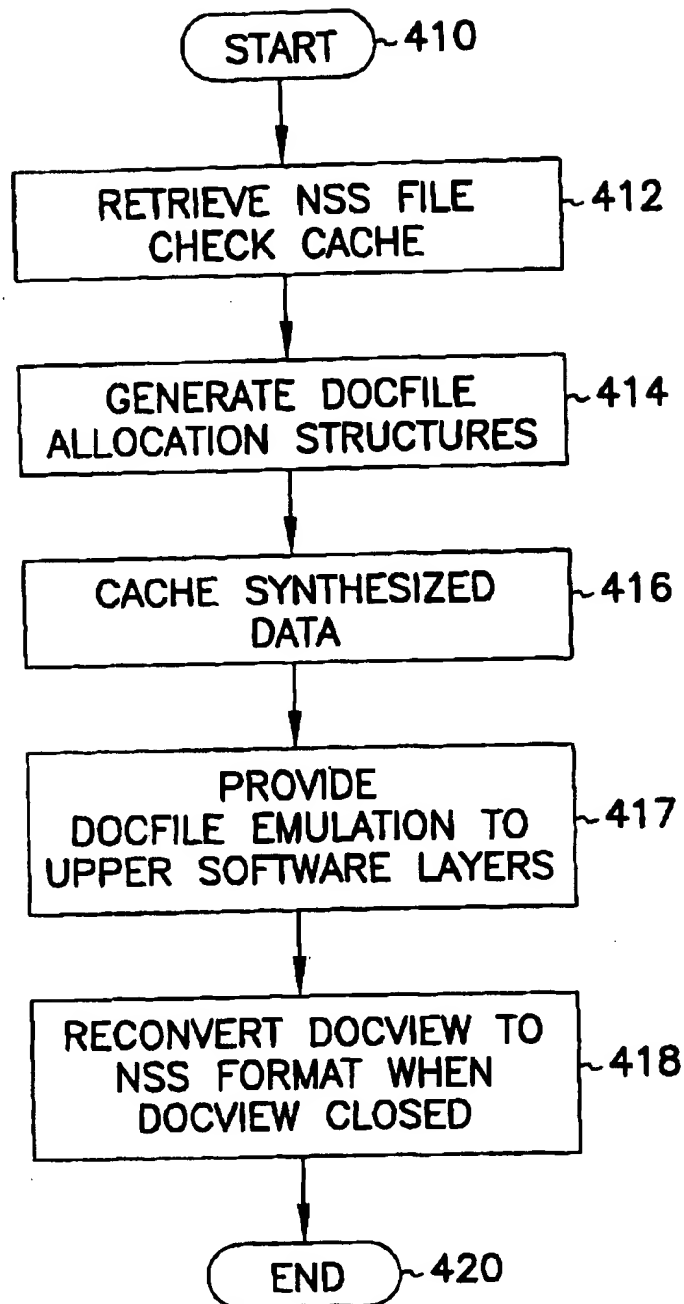 START
410
RETRIEVE NSS FILE
CHECK CACHE
412
GENERATE DOCFILE
ALLOCATION STRUCTURES
414
CACHE SYNTHESIZED
DATA
416
PROVIDE
DOCFILE EMULATION TO
UPPER SOFTWARE LAYERS
417
RECONVERT DOCVIEW TO
NSS FORMAT WHEN
DOCVIEW CLOSED
418
END
420